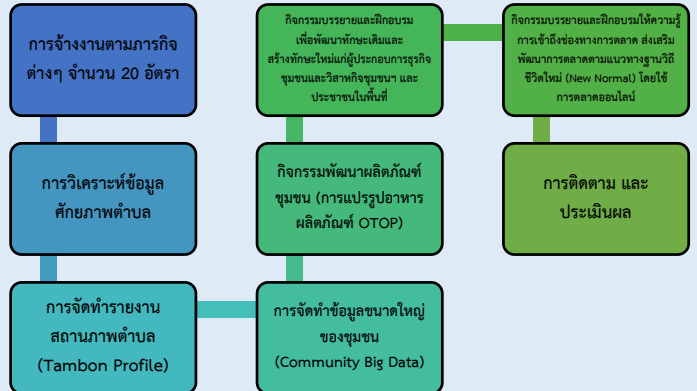 การจ้างงานตามภารกิจ
ต่างๆ จำนวน 20 อัตรา
การวิเคราะห์ข้อมูล
ศักยภาพตำบล
การจัดทำรายงาน
สถานภาพตำบล
(Tambon Profile)
การจัดทำข้อมูลขนาดใหญ่
ของชุมชน
(Community Big Data)
กิจกรรมพัฒนาผลิตภัณฑ์
ชุมชน (การแปรรูปอาหาร
ผลิตภัณฑ์ OTOP)
กิจกรรมบรรยายและฝึกอบรม
เพื่อพัฒนาทักษะเดิมและ
สร้างทักษะใหม่แก่ผู้ประกอบการธุรกิจ
ชุมชนและวิสาหกิจชุมชนฯ และ
ประชาชนในพื้นที่
กิจกรรมบรรยายและฝึกอบรมให้ความรู้
การเข้าถึงช่องทางการตลาด ส่งเสริม
พัฒนาการตลาดตามแนวทางฐานวิถี
ชีวิตใหม่ (New Normal) โดยใช้
การตลาดออนไลน์
การติดตาม และ
ประเมินผล